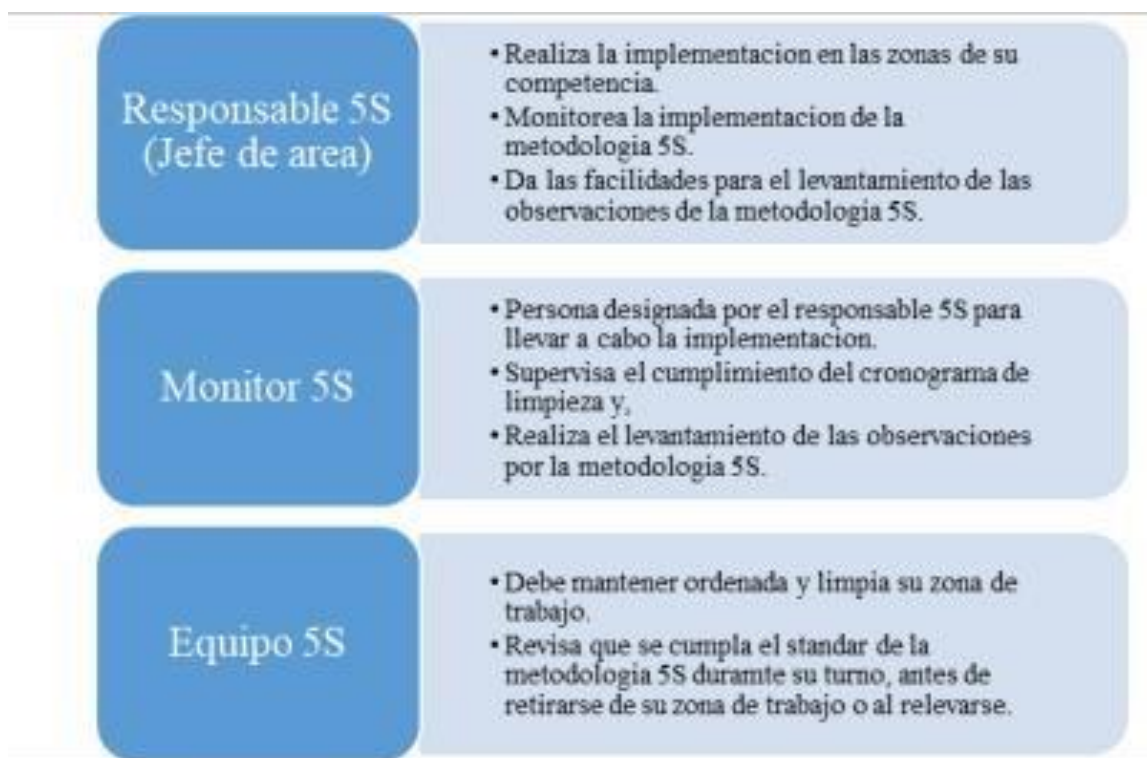 Responsable 5S
(Jefe de area)
• Realiza la implementacion en las zonas de su
competencia.
• Monitorea la implementacion de la
metodologia 5S.
• Da las facilidades para el levantamiento de las
observaciones de la metodologia 5S.
Monitor 5S
• Persona designada por el responsable 5S para
llevar a cabo la implementacion.
• Supervisa el cumplimiento del cronograma de
limpieza y,
• Realiza el levantamiento de las observaciones
por la metodologia 5S.
Equipo 5S
• Debe mantener ordenada y limpia su zona de
trabajo.
• Revisa que se cumpla el standar de la
metodologia 5S duramte su turno, antes de
retirarse de su zona de trabajo o al relevarse.